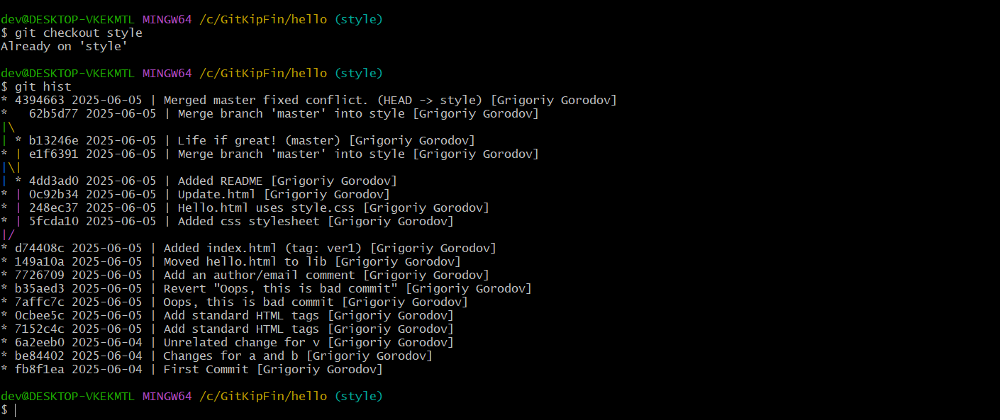 dev@DESKTOP-VKEKMTL MINGW64 /c/GitKipFin/hello (style)
$ git checkout style
Already on 'style'

dev@DESKTOP-VKEKMTL MINGW64 /c/GitKipFin/hello (style)
$ git hist
* 4394663 2025-06-05 | Merged master fixed conflict. (HEAD -> style) [Grigoriy Gorodov]
*   62b5d77 2025-06-05 | Merge branch 'master' into style [Grigoriy Gorodov]
|\
| * b13246e 2025-06-05 | Life if great! (master) [Grigoriy Gorodov]
* | e1f6391 2025-06-05 | Merge branch 'master' into style [Grigoriy Gorodov]
|\|
| * 4dd3ad0 2025-06-05 | Added README [Grigoriy Gorodov]
* | 0c92b34 2025-06-05 | Update.html [Grigoriy Gorodov]
* | 248ec37 2025-06-05 | Hello.html uses style.css [Grigoriy Gorodov]
* | 5fcda10 2025-06-05 | Added css stylesheet [Grigoriy Gorodov]
|/
* d74408c 2025-06-05 | Added index.html (tag: ver1) [Grigoriy Gorodov]
* 149a10a 2025-06-05 | Moved hello.html to lib [Grigoriy Gorodov]
* 7726709 2025-06-05 | Add an author/email comment [Grigoriy Gorodov]
* b35aed3 2025-06-05 | Revert "Oops, this is bad commit" [Grigoriy Gorodov]
* 7affc7c 2025-06-05 | Oops, this is bad commit [Grigoriy Gorodov]
* 0cbee5c 2025-06-05 | Add standard HTML tags [Grigoriy Gorodov]
* 7152c4c 2025-06-05 | Add standard HTML tags [Grigoriy Gorodov]
* 6a2eeb0 2025-06-04 | Unrelated change for v [Grigoriy Gorodov]
* be84402 2025-06-04 | Changes for a and b [Grigoriy Gorodov]
* fb8f1ea 2025-06-04 | First Commit [Grigoriy Gorodov]

dev@DESKTOP-VKEKMTL MINGW64 /c/GitKipFin/hello (style)
$